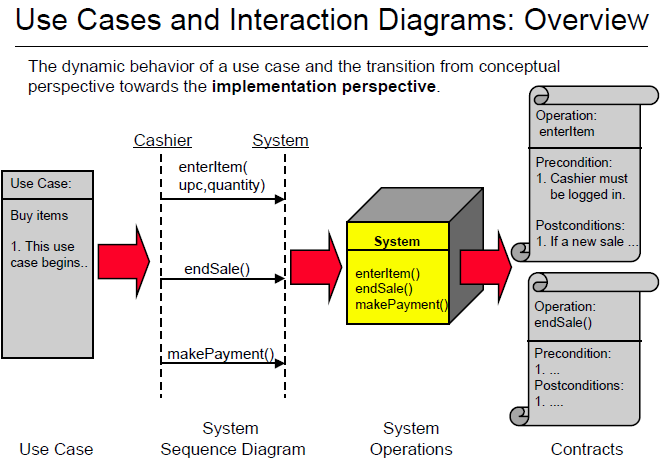 Use Cases and Interaction Diagrams: Overview
The dynamic behavior of a use case and the transition from conceptual
perspective towards the implementation perspective.
Use Case:
Buy items
1. This use
case begins..
Cashier
System
enterItem(
upc,quantity)
endSale()
makePayment()
System
enterItem()
endSale()
makePayment()
Operation:
enterItem
Precondition:
1. Cashier must
be logged in.
Postconditions:
1. If a new sale ...
Operation:
endSale()
Precondition:
1. ...
Postconditions:
1. ....
Use Case
System
Sequence Diagram
System
Operations
Contracts